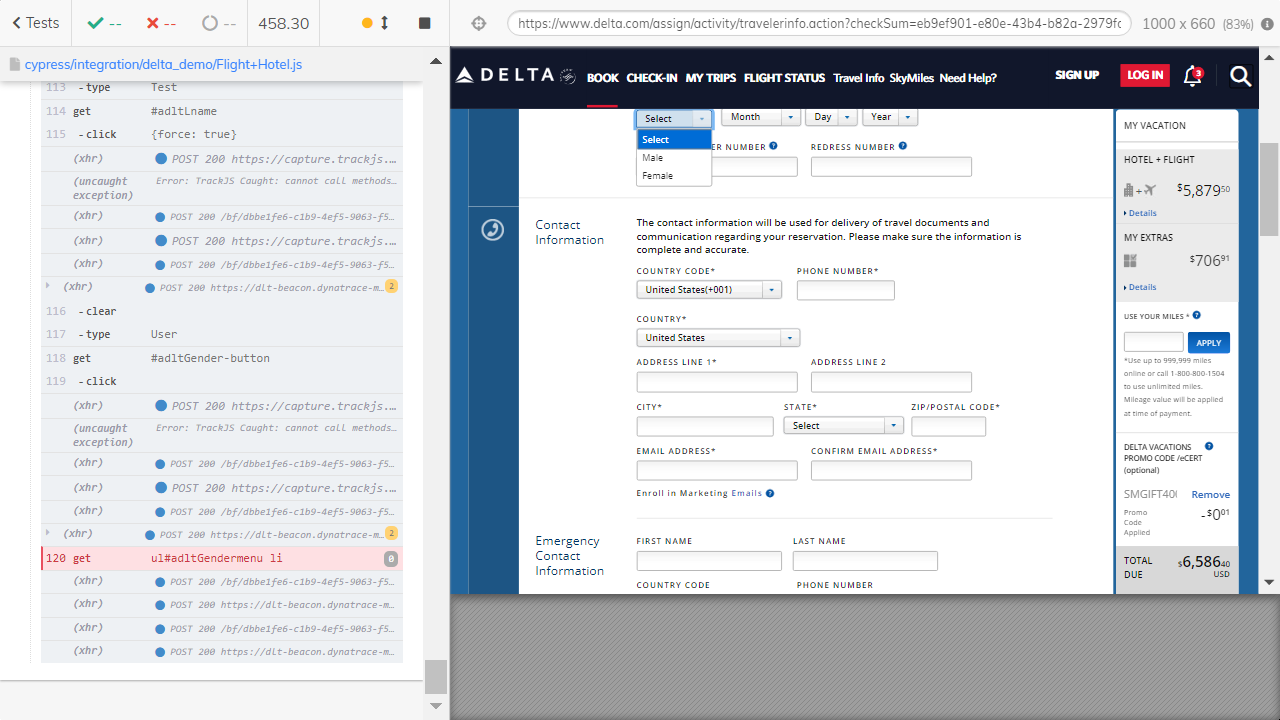 Tests
--
--
--
458.30
https://www.delta.com/assign/activity/travelerinfo.action?checkSum=eb9ef901-e80e-43b4-b82a-2979fc
1000 x 660 (83%)
cypress/integration/delta_demo/Flight+Hotel.js
113 -type Test
114 get #adltLname
115 -click {force: true}
(xhr) POST 200 https://capture.trackjs....
(uncaught exception) Error: TrackJS Caught: cannot call methods…
(xhr) POST 200 /bf/dbbe1fe6-c1b9-4ef5-9063-f5…
(xhr) POST 200 https://capture.trackjs....
(xhr) POST 200 /bf/dbbe1fe6-c1b9-4ef5-9063-f5…
(xhr) POST 200 https://dlt-beacon.dynatrace-m… 2
116 -clear
117 -type User
118 get #adltGender-button
119 -click
(xhr) POST 200 https://capture.trackjs....
(uncaught exception) Error: TrackJS Caught: cannot call methods…
(xhr) POST 200 /bf/dbbe1fe6-c1b9-4ef5-9063-f5…
(xhr) POST 200 https://capture.trackjs....
(xhr) POST 200 /bf/dbbe1fe6-c1b9-4ef5-9063-f5…
(xhr) POST 200 https://dlt-beacon.dynatrace-m… 2
120 get ul#adltGendermenu li 0
(xhr) POST 200 /bf/dbbe1fe6-c1b9-4ef5-9063-f5…
(xhr) POST 200 https://dlt-beacon.dynatrace-m…
(xhr) POST 200 /bf/dbbe1fe6-c1b9-4ef5-9063-f5…
(xhr) POST 200 https://dlt-beacon.dynatrace-m…
DELTA
BOOK CHECK-IN MY TRIPS FLIGHT STATUS Travel Info SkyMiles Need Help?
SIGN UP LOG IN 3
Select Month Day Year
Select
Male
Female
ER NUMBER REDRESS NUMBER
Contact Information
The contact information will be used for delivery of travel documents and
communication regarding your reservation. Please make sure the information is
complete and accurate.
COUNTRY CODE* PHONE NUMBER*
United States(+001)
COUNTRY*
United States
ADDRESS LINE 1* ADDRESS LINE 2
CITY* STATE* ZIP/POSTAL CODE*
Select
EMAIL ADDRESS* CONFIRM EMAIL ADDRESS*
Enroll in Marketing Emails
Emergency Contact Information
FIRST NAME LAST NAME
COUNTRY CODE PHONE NUMBER
MY VACATION
HOTEL + FLIGHT
+ $5,879 50
Details
MY EXTRAS
$706 91
Details
USE YOUR MILES *
APPLY
*Use up to 999,999 miles
online or call 1-800-800-1504
to use unlimited miles.
Mileage value will be applied
at time of payment.
DELTA VACATIONS
PROMO CODE /eCERT
(optional)
SMGIFT400 Remove
Promo Code Applied -$0 01
TOTAL DUE $6,586 40 USD